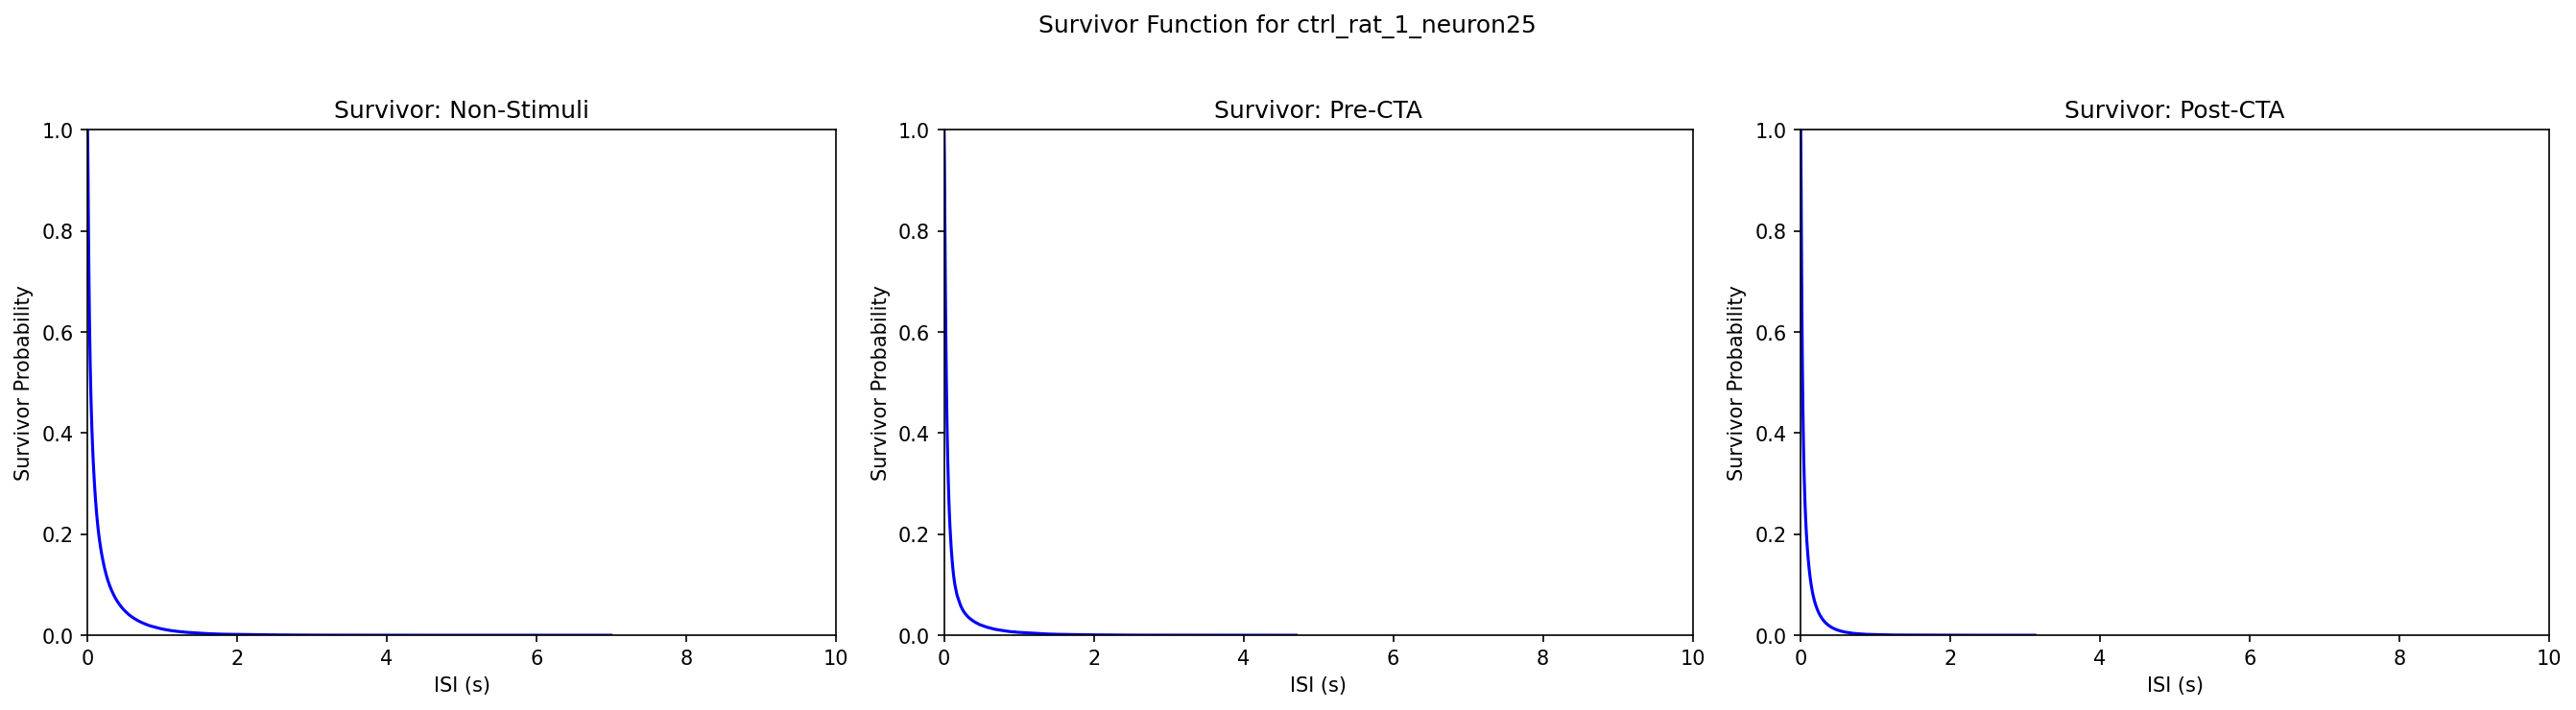 Survivor Function for ctrl_rat_1_neuron25
Survivor: Non-Stimuli
Survivor Probability
1.0
0.8
0.6
0.4
0.2
0.0
0 2 4 6 8 10
ISI (s)
Survivor: Pre-CTA
Survivor Probability
1.0
0.8
0.6
0.4
0.2
0.0
0 2 4 6 8 10
ISI (s)
Survivor: Post-CTA
Survivor Probability
1.0
0.8
0.6
0.4
0.2
0.0
0 2 4 6 8 10
ISI (s)